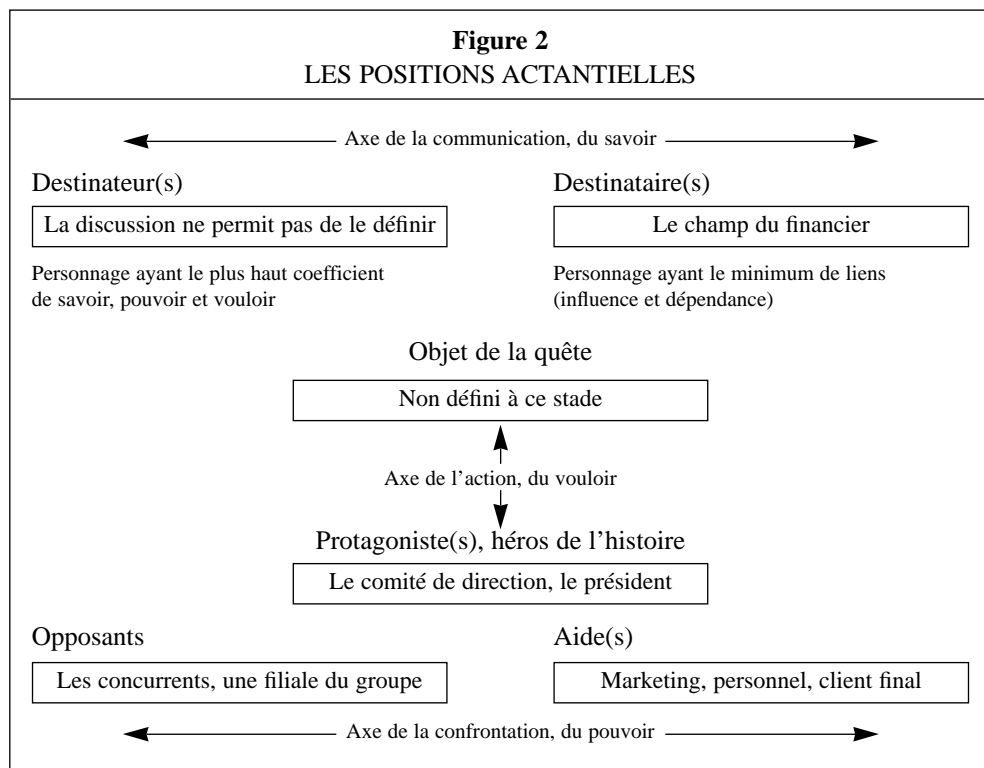 Figure 2
LES POSITIONS ACTANTIELLES
Axe de la communication, du savoir
Destinateur(s)
La discussion ne permit pas de le définir
Personnage ayant le plus haut coefficient
de savoir, pouvoir et vouloir
Destinataire(s)
Le champ du financier
Personnage ayant le minimum de liens
(influence et dépendance)
Objet de la quête
Non défini à ce stade
Axe de l’action, du vouloir
Protagoniste(s), héros de l’histoire
Le comité de direction, le président
Opposants
Les concurrents, une filiale du groupe
Aide(s)
Marketing, personnel, client final
Axe de la confrontation, du pouvoir